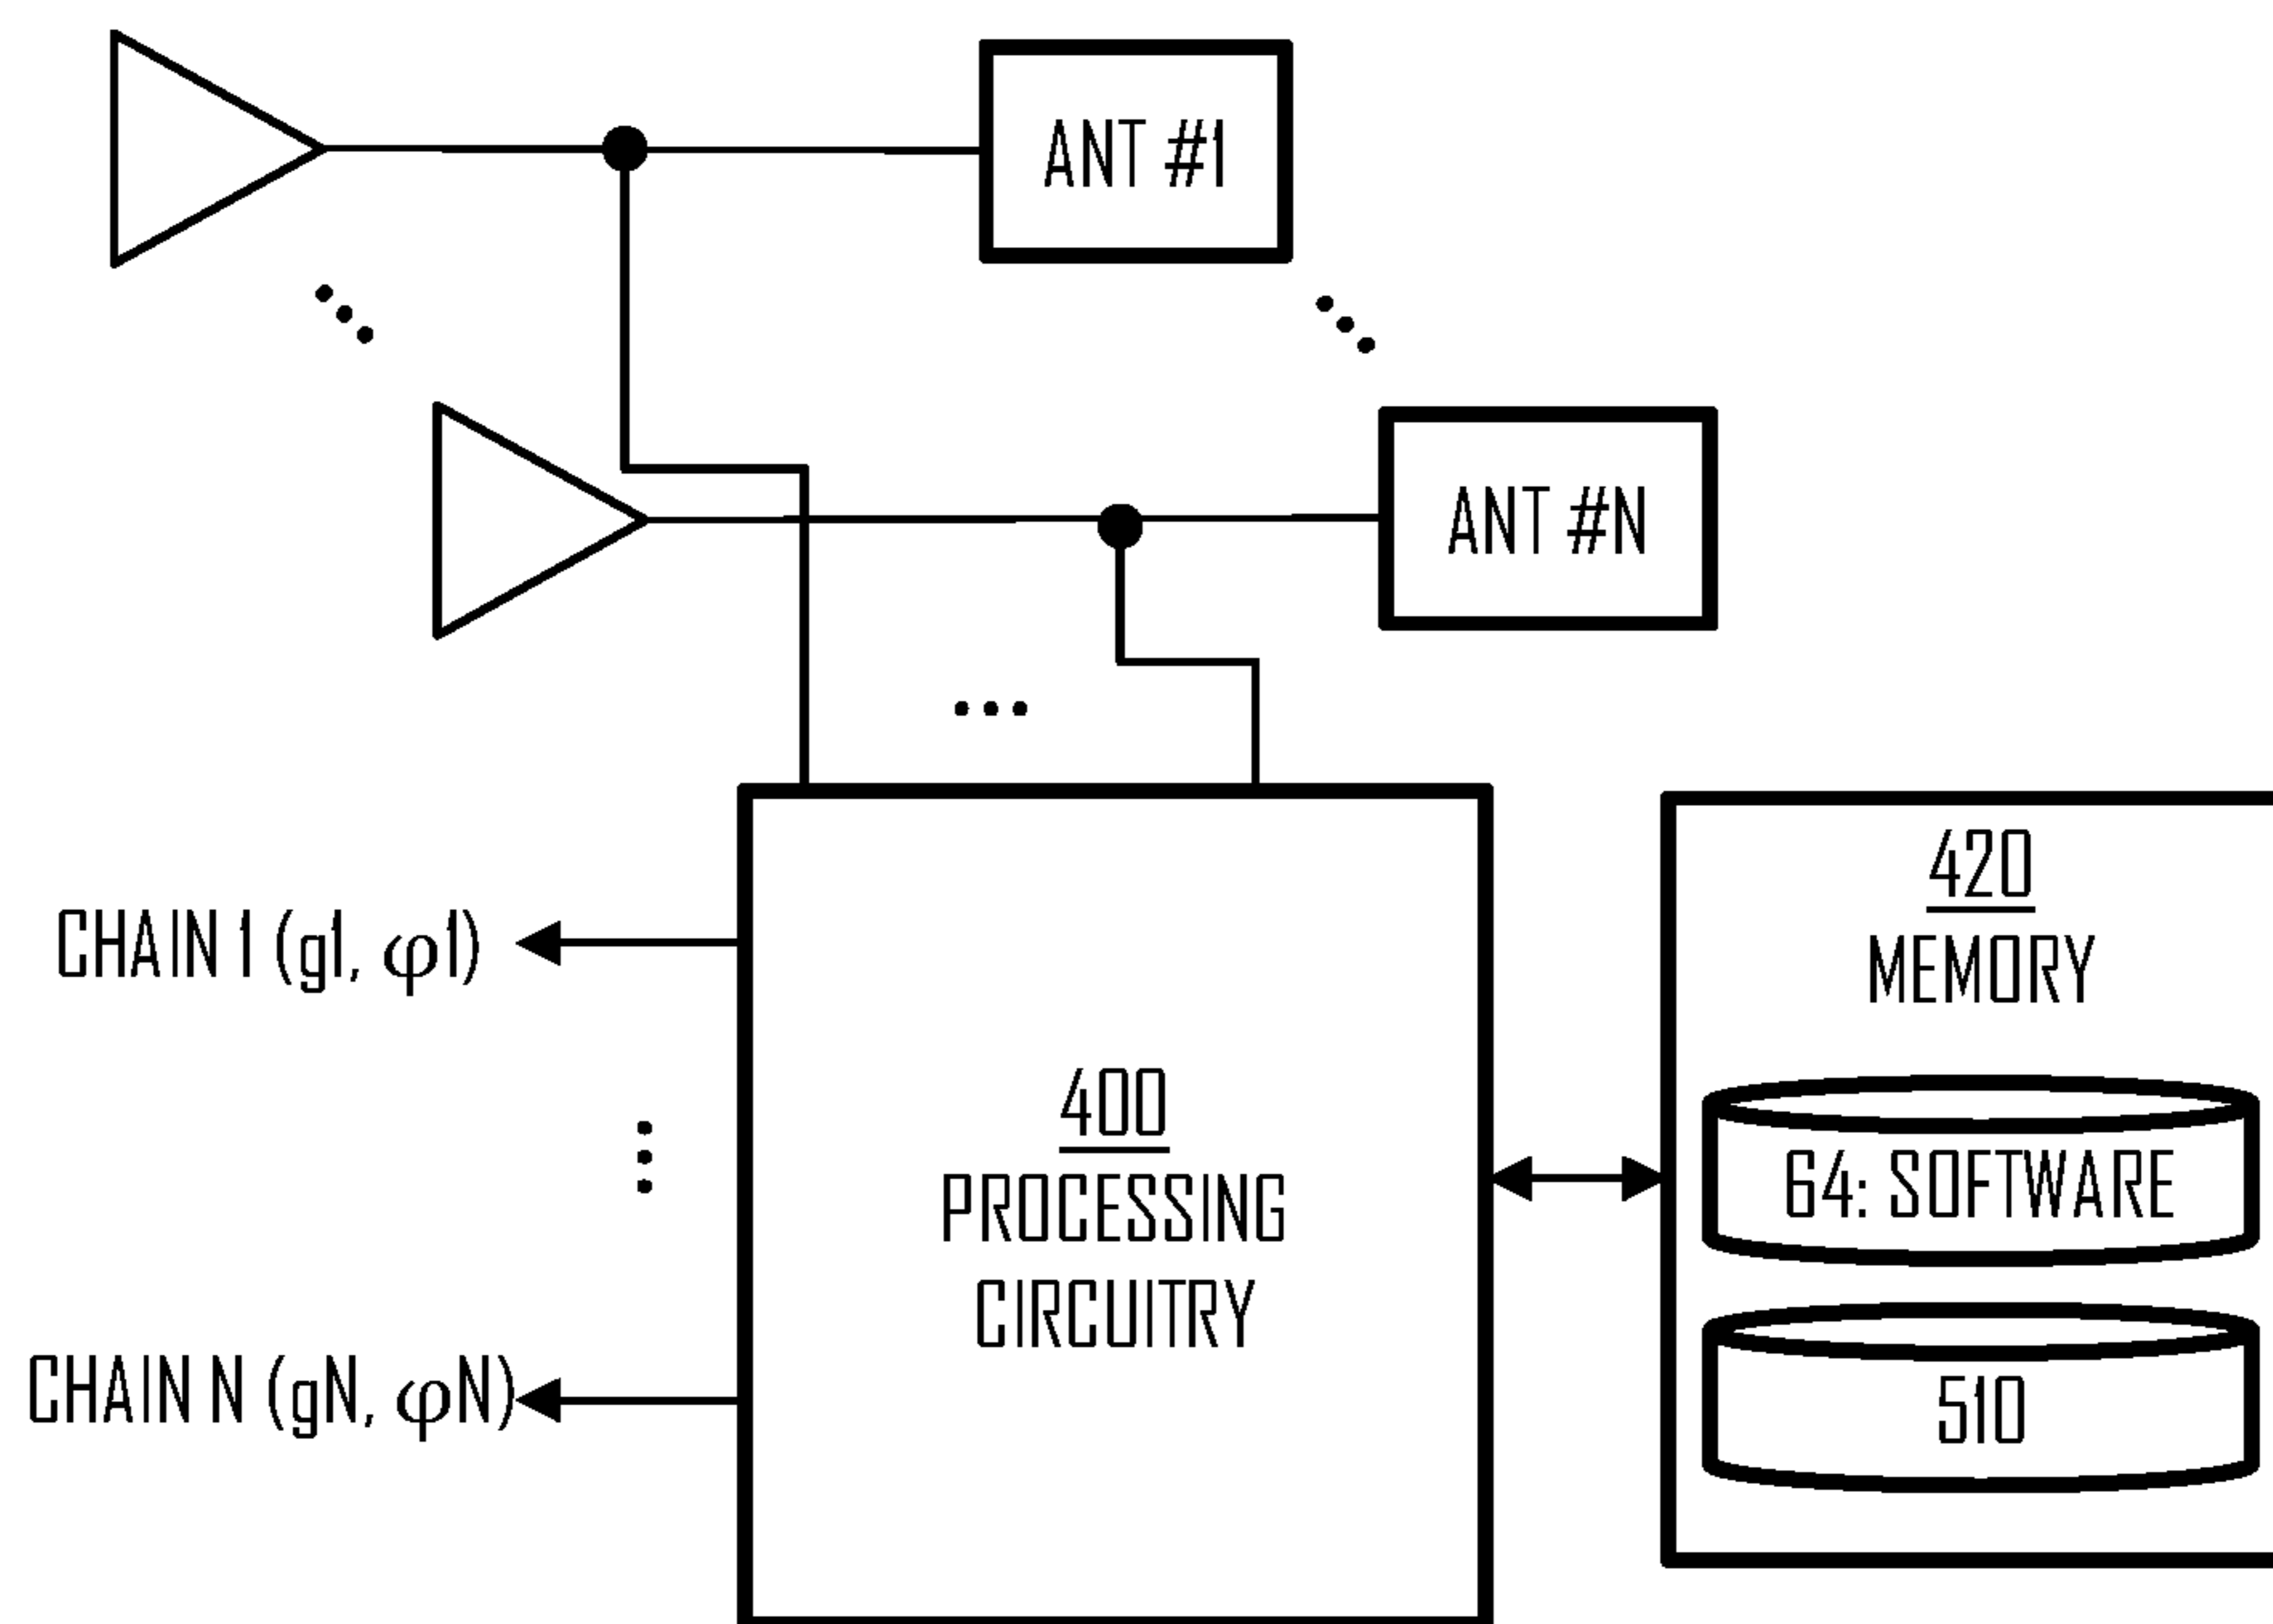 ANT #1
ANT #N
420
MEMORY
CHAIN 1 (g1, φ1)
400
PROCESSING
CIRCUITRY
64: SOFTWARE
CHAIN N (gN, φN)
510